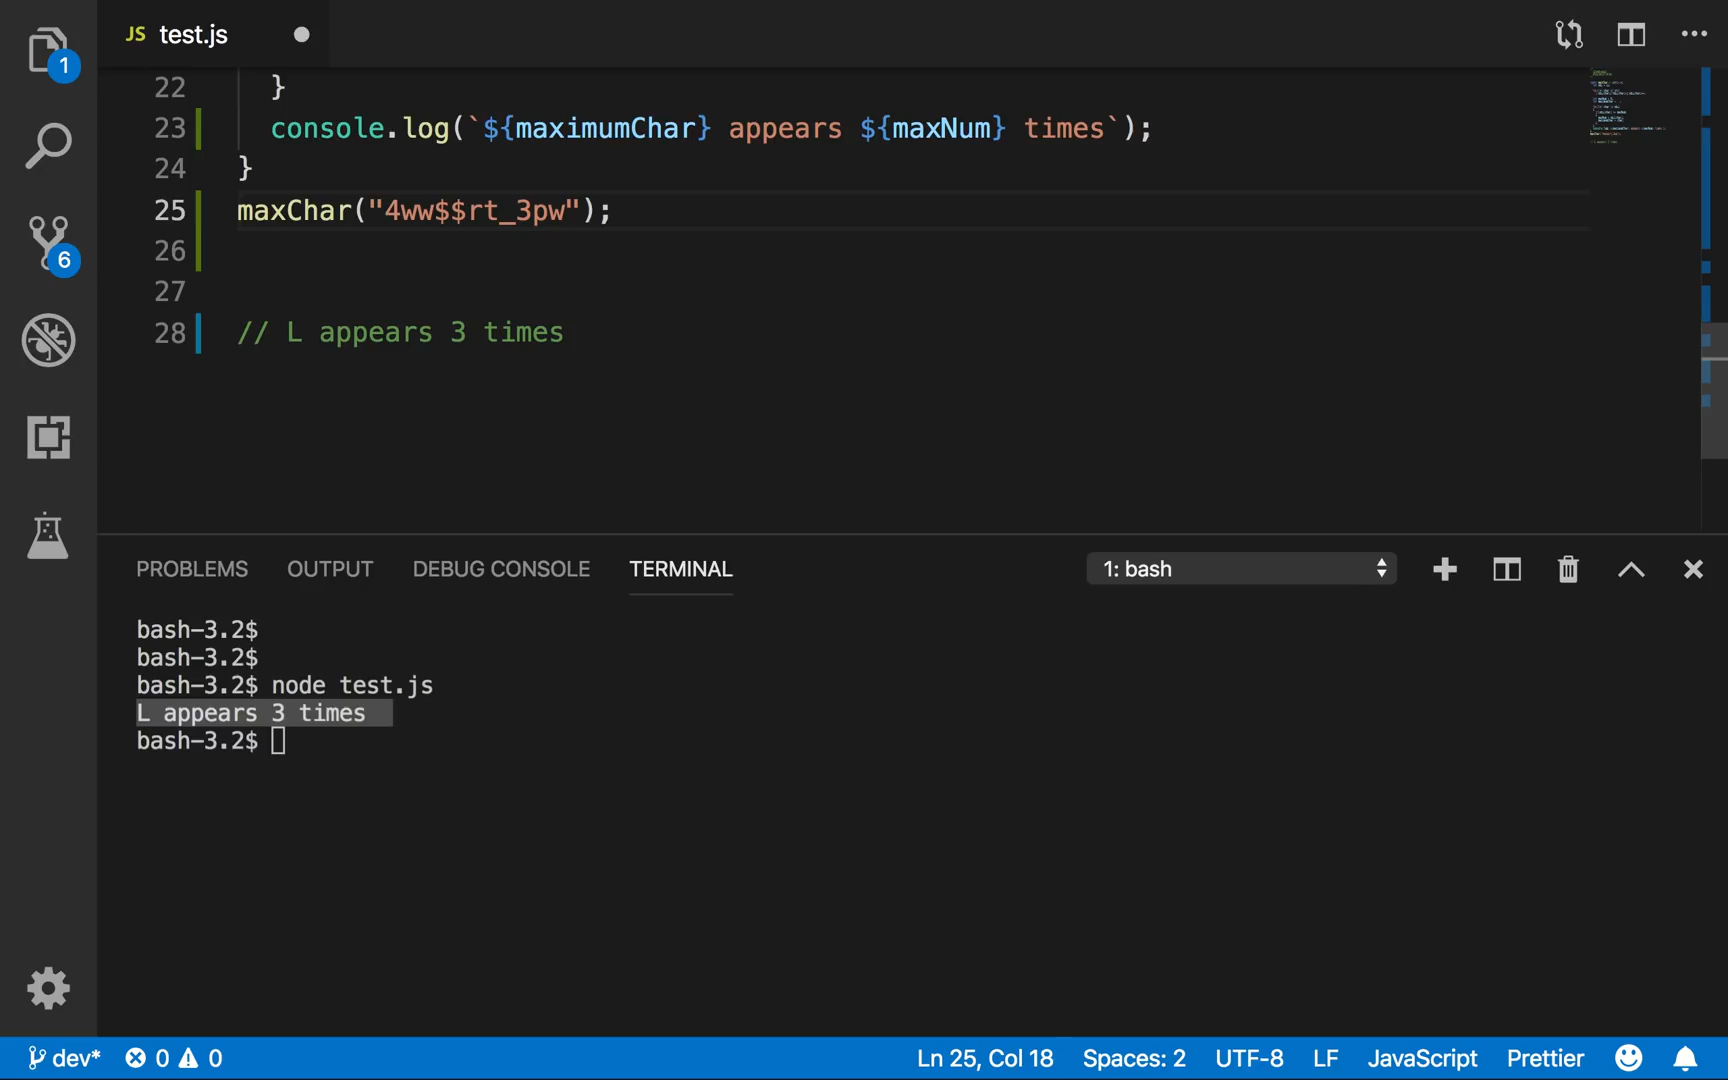 JS test.js
1
22 }
23 console.log(`${maximumChar} appears ${maxNum} times`);
24 }
25 maxChar("4ww$$rt_3pw");
26
6
27
28 // L appears 3 times
PROBLEMS OUTPUT DEBUG CONSOLE TERMINAL 1: bash
bash-3.2$
bash-3.2$
bash-3.2$ node test.js
L appears 3 times
bash-3.2$
dev* 0 0 Ln 25, Col 18 Spaces: 2 UTF-8 LF JavaScript Prettier